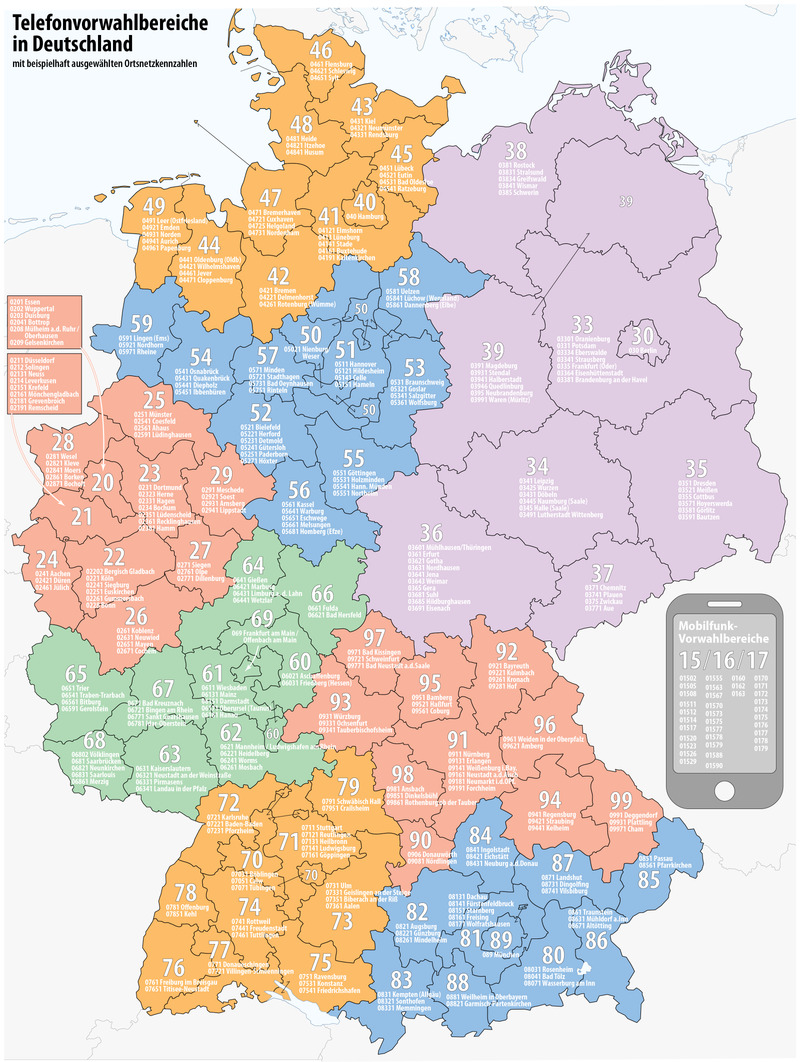 Telefonvorwahlbereiche
in Deutschland
mit beispielhaft ausgewählten Ortsnetzkennzahlen
46
0461 Flensburg
04621 Schleswig
04651 Sylt
43
0431 Kiel
04321 Neumünster
04331 Rendsburg
48
0481 Heide
04821 Itzehoe
04841 Husum
45
0451 Lübeck
04521 Eutin
04531 Bad Oldesloe
04541 Ratzeburg
38
0381 Rostock
03831 Stralsund
03834 Greifswald
03841 Wismar
0385 Schwerin
39
49
0491 Leer (Ostfriesland)
04921 Emden
04931 Norden
04941 Aurich
04961 Papenburg
47
0471 Bremerhaven
04721 Cuxhaven
04725 Helgoland
04731 Nordenham
40
040 Hamburg
41
04121 Elmshorn
04131 Lüneburg
04141 Stade
04161 Buxtehude
04191 Kaltenkirchen
44
0441 Oldenburg (Oldb)
04421 Wilhelmshaven
04461 Jever
04471 Cloppenburg
42
0421 Bremen
04221 Delmenhorst
04261 Rotenburg (Wümme)
58
0581 Uelzen
05841 Lüchow (Wendland)
05861 Dannenberg (Elbe)
0201 Essen
0202 Wuppertal
0203 Duisburg
02041 Bottrop
0208 Mülheim a.d. Ruhr /
Oberhausen
0209 Gelsenkirchen
59
0591 Lingen (Ems)
05921 Nordhorn
05971 Rheine
50
50
05021 Nienburg
Weser
33
03301 Oranienburg
0331 Potsdam
03334 Eberswalde
03341 Strausberg
0335 Frankfurt (Oder)
03364 Eisenhüttenstadt
03381 Brandenburg an der Havel
30
030 Berlin
39
0391 Magdeburg
03931 Stendal
03941 Halberstadt
03946 Quedlinburg
0395 Neubrandenburg
03991 Waren (Müritz)
54
0541 Osnabrück
05431 Quakenbrück
05441 Diepholz
05451 Ibbenbüren
57
0571 Minden
05721 Stadthagen
05731 Bad Oeynhausen
05751 Rinteln
51
0511 Hannover
05121 Hildesheim
05141 Celle
05151 Hameln
53
0531 Braunschweig
05321 Goslar
05341 Salzgitter
05361 Wolfsburg
0211 Düsseldorf
0212 Solingen
02131 Neuss
0214 Leverkusen
02151 Krefeld
02161 Mönchengladbach
02181 Grevenbroich
02191 Remscheid
25
0251 Münster
02541 Coesfeld
02561 Ahaus
02591 Lüdinghausen
52
0521 Bielefeld
05221 Herford
05231 Detmold
05241 Gütersloh
05251 Paderborn
05271 Höxter
50
28
0281 Wesel
02821 Kleve
02841 Moers
02861 Borken
02871 Bocholt
20
23
0231 Dortmund
02323 Herne
02331 Hagen
0234 Bochum
02351 Lüdenscheid
02361 Recklinghausen
02381 Hamm
29
0291 Meschede
02921 Soest
02931 Arnsberg
02941 Lippstadt
55
0551 Göttingen
05531 Holzminden
05541 Hann. Münden
05551 Northeim
34
0341 Leipzig
03425 Wurzen
03431 Döbeln
03445 Naumburg (Saale)
0345 Halle (Saale)
03491 Lutherstadt Wittenberg
35
0351 Dresden
03521 Meißen
0355 Cottbus
03571 Hoyerswerda
03581 Görlitz
03591 Bautzen
21
56
0561 Kassel
05641 Warburg
05651 Eschwege
05661 Melsungen
05681 Homberg (Efze)
36
03601 Mühlhausen/Thüringen
0361 Erfurt
03621 Gotha
03631 Nordhausen
03641 Jena
03643 Weimar
0365 Gera
03681 Suhl
03685 Hildburghausen
03691 Eisenach
24
0241 Aachen
02421 Düren
02461 Jülich
22
02202 Bergisch Gladbach
0221 Köln
02241 Siegburg
02251 Euskirchen
02261 Gummersbach
0228 Bonn
27
0271 Siegen
02761 Olpe
02771 Dillenburg
64
0641 Gießen
06421 Marburg
06431 Limburg a. d. Lahn
06441 Wetzlar
37
0371 Chemnitz
03741 Plauen
0375 Zwickau
03771 Aue
66
0661 Fulda
06621 Bad Hersfeld
26
0261 Koblenz
02631 Neuwied
02651 Mayen
02671 Cochem
69
069 Frankfurt am Main /
Offenbach am Main
Mobilfunk-
Vorwahlbereiche
15/16/17
01502 01555 0160 0170
01505 01563 0162 0171
01508 01567 0163 0172
01511 01570 0173
01512 01573 0174
01514 01575 0175
01515 01576 0176
01517 01577 0177
01520 01578 0178
01523 01579 0179
01526 01588
01528 01590
97
0971 Bad Kissingen
09721 Schweinfurt
09771 Bad Neustadt a.d.Saale
92
0921 Bayreuth
09221 Kulmbach
09261 Kronach
09281 Hof
65
0651 Trier
06541 Traben-Trarbach
06561 Bitburg
06591 Gerolstein
67
0671 Bad Kreuznach
06721 Bingen am Rhein
06771 Sankt Goarshausen
06781 Idar-Oberstein
61
0611 Wiesbaden
06131 Mainz
06151 Darmstadt
06171 Oberursel (Taunus)
06181 Hanau
60
06021 Aschaffenburg
06031 Friedberg (Hessen)
95
0951 Bamberg
09521 Haßfurt
09561 Coburg
93
0931 Würzburg
09331 Ochsenfurt
09341 Tauberbischofsheim
96
0961 Weiden in der Oberpfalz
09621 Amberg
68
06802 Völklingen
0681 Saarbrücken
06821 Neunkirchen
06831 Saarlouis
06861 Merzig
63
0631 Kaiserslautern
06321 Neustadt an der Weinstraße
06331 Pirmasens
06341 Landau in der Pfalz
62
0621 Mannheim / Ludwigshafen am Rhein
06221 Heidelberg
06241 Worms
06261 Mosbach
60
91
0911 Nürnberg
09131 Erlangen
09141 Weißenburg i.Bay.
09161 Neustadt a.d.Aisch
09181 Neumarkt i.d.OPf.
09191 Forchheim
98
0981 Ansbach
09851 Dinkelsbühl
09861 Rothenburg ob der Tauber
79
0791 Schwäbisch Hall
07951 Crailsheim
72
0721 Karlsruhe
07221 Baden-Baden
07231 Pforzheim
94
0941 Regensburg
09421 Straubing
09441 Kelheim
99
0991 Deggendorf
09931 Plattling
09971 Cham
71
0711 Stuttgart
07121 Reutlingen
07131 Heilbronn
07141 Ludwigsburg
07161 Göppingen
90
0906 Donauwörth
09081 Nördlingen
84
0841 Ingolstadt
08421 Eichstätt
08431 Neuburg a.d.Donau
70
07031 Böblingen
07051 Calw
07071 Tübingen
70
87
0871 Landshut
08731 Dingolfing
08741 Vilsbiburg
85
0851 Passau
08561 Pfarrkirchen
78
0781 Offenburg
07851 Kehl
74
0741 Rottweil
07441 Freudenstadt
07461 Tuttlingen
73
0731 Ulm
07331 Geislingen an der Steige
07351 Biberach an der Riß
07361 Aalen
82
0821 Augsburg
08221 Günzburg
08261 Mindelheim
81
08131 Dachau
08141 Fürstenfeldbruck
08151 Starnberg
08161 Freising
08171 Wolfratshausen
89
089 München
86
0861 Traunstein
08631 Mühldorf a.Inn
08671 Altötting
80
08031 Rosenheim
08041 Bad Tölz
08071 Wasserburg am Inn
77
0771 Donaueschingen
07721 Villingen-Schwenningen
76
0761 Freiburg im Breisgau
07651 Titisee-Neustadt
75
0751 Ravensburg
07531 Konstanz
07541 Friedrichshafen
83
0831 Kempten (Allgäu)
08321 Sonthofen
08331 Memmingen
88
0881 Weilheim in Oberbayern
08821 Garmisch-Partenkirchen